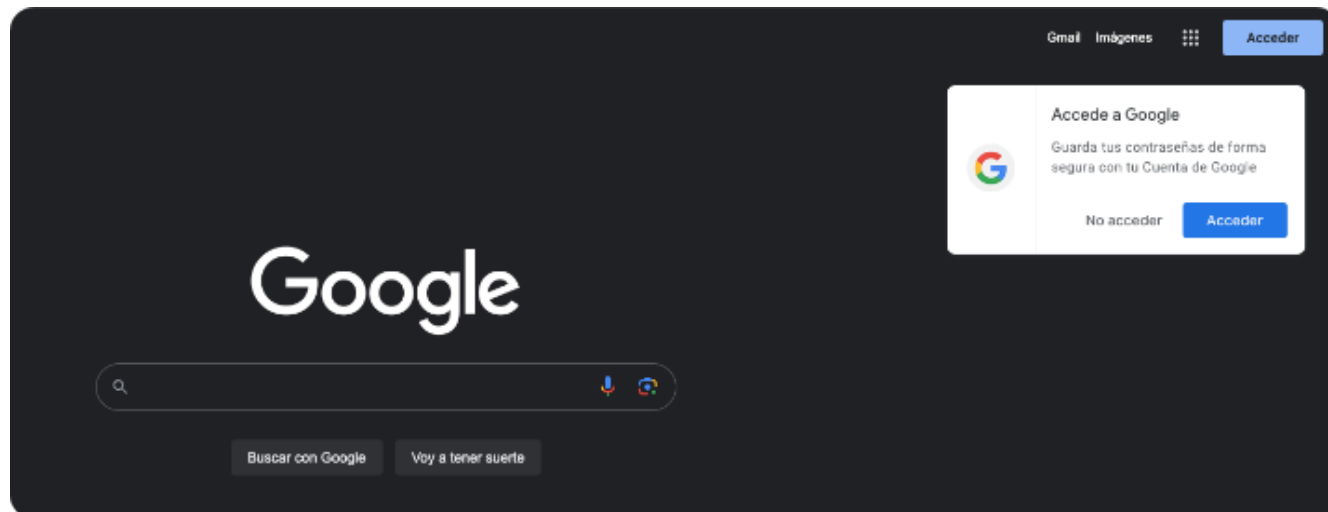 Gmail Imágenes Acceder
Accede a Google
Guarda tus contraseñas de forma
segura con tu Cuenta de Google
No acceder Acceder
Google
Buscar con Google Voy a tener suerte